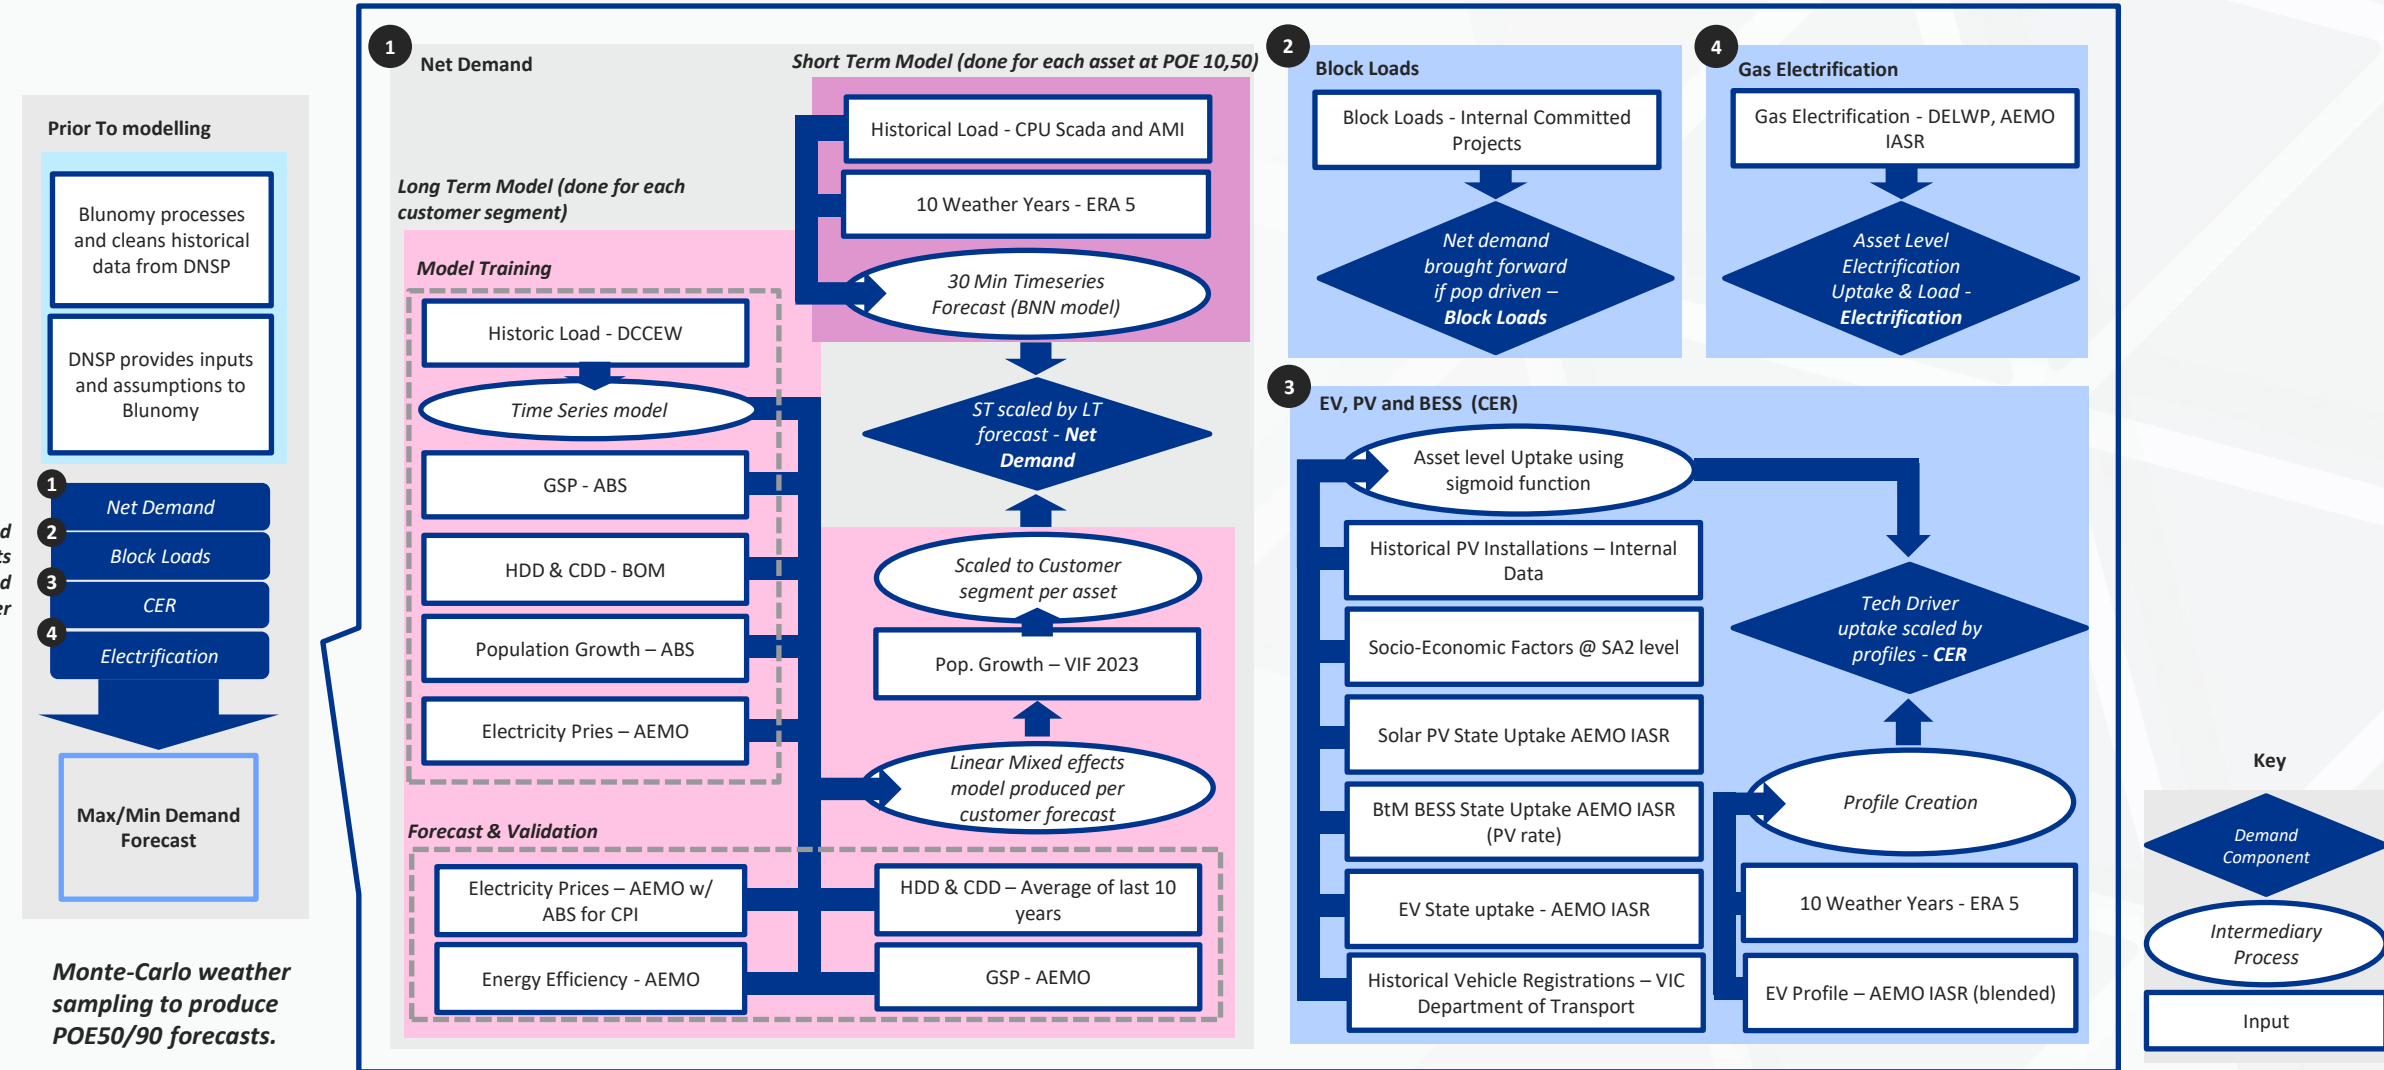 Prior To modelling
Blunomy processes
and cleans historical
data from DNSP
DNSP provides inputs
and assumptions to
Blunomy
1
Net Demand
2
Block Loads
3
CER
4
Electrification
Max/Min Demand
Forecast
Monte-Carlo weather
sampling to produce
POE50/90 forecasts.
1
Net Demand
Short Term Model (done for each asset at POE 10,50)
Historical Load - CPU Scada and AMI
10 Weather Years - ERA 5
30 Min Timeseries
Forecast (BNN model)
Long Term Model (done for each
customer segment)
Model Training
Historic Load - DCCEW
Time Series model
GSP - ABS
HDD & CDD - BOM
Population Growth – ABS
Electricity Pries – AEMO
ST scaled by LT
forecast - Net
Demand
Scaled to Customer
segment per asset
Pop. Growth – VIF 2023
Linear Mixed effects
model produced per
customer forecast
Forecast & Validation
Electricity Prices – AEMO w/
ABS for CPI
HDD & CDD – Average of last 10
years
Energy Efficiency - AEMO
GSP - AEMO
2
Block Loads
Block Loads - Internal Committed
Projects
Net demand
brought forward
if pop driven –
Block Loads
4
Gas Electrification
Gas Electrification - DELWP, AEMO
IASR
Asset Level
Electrification
Uptake & Load -
Electrification
3
EV, PV and BESS (CER)
Asset level Uptake using
sigmoid function
Historical PV Installations – Internal
Data
Socio-Economic Factors @ SA2 level
Solar PV State Uptake AEMO IASR
BtM BESS State Uptake AEMO IASR
(PV rate)
EV State uptake - AEMO IASR
Historical Vehicle Registrations – VIC
Department of Transport
Tech Driver
uptake scaled by
profiles - CER
Profile Creation
10 Weather Years - ERA 5
EV Profile – AEMO IASR (blended)
Key
Demand
Component
Intermediary
Process
Input